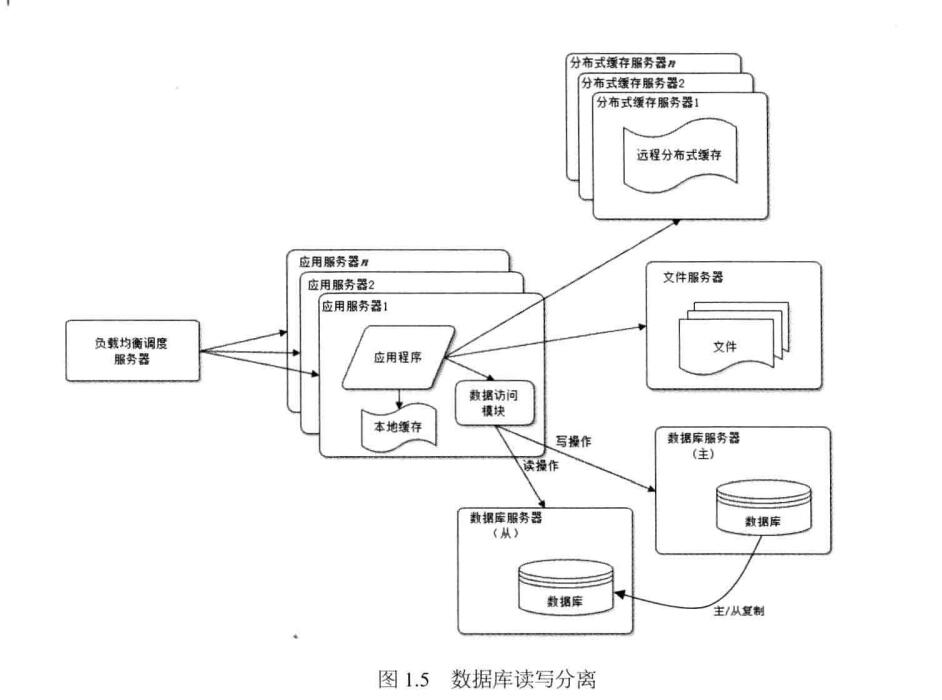 分布式缓存服务器n
分布式缓存服务器2
分布式缓存服务器1
远程分布式缓存
应用服务器n
应用服务器2
应用服务器1
文件服务器
负载均衡调度
服务器
应用程序
文件
数据访问
模块
本地缓存
写操作
读操作
数据库服务器
（主）
数据库
数据库服务器
（从）
数据库
主/从复制
图 1.5 数据库读写分离